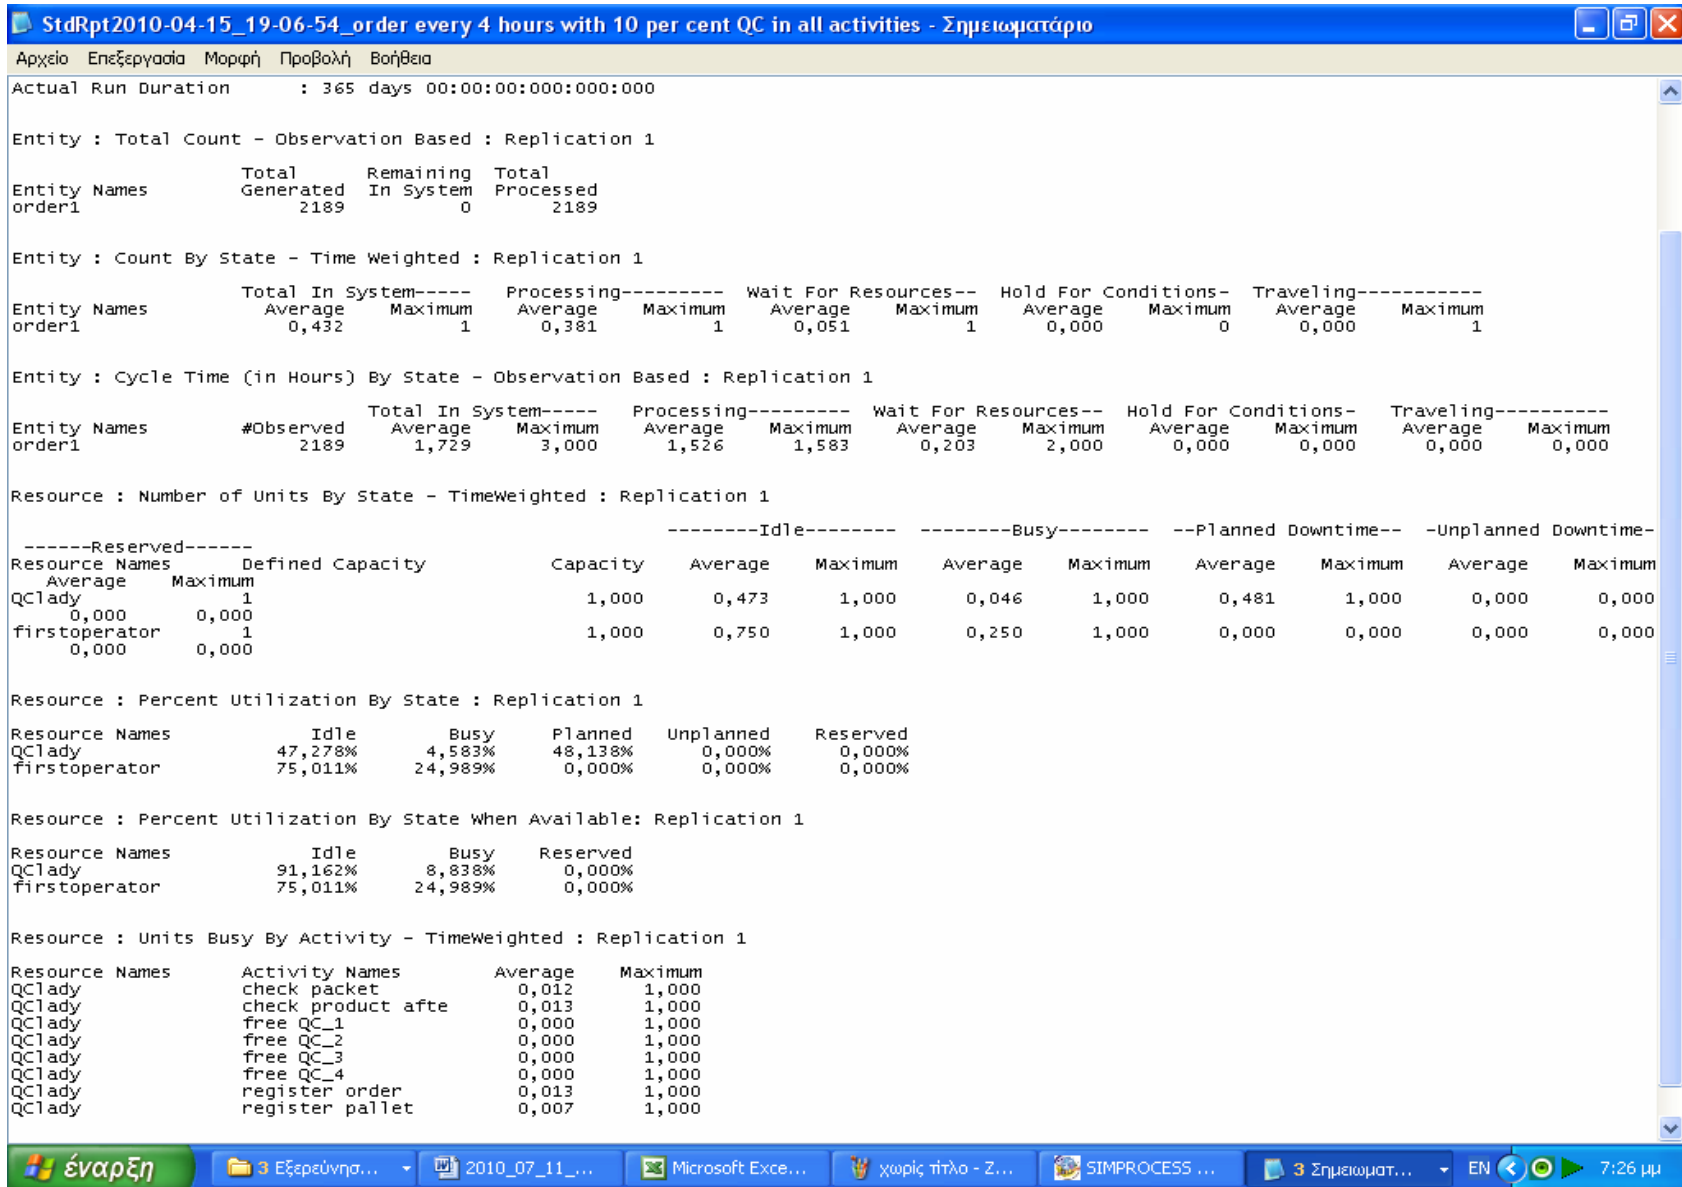 StdRpt2010-04-15_19-06-54_order every 4 hours with 10 per cent QC in all activities - Σημειωματάριο
Αρχείο Επεξεργασία Μορφή Προβολή Βοήθεια
Actual Run Duration : 365 days 00:00:00:000:000:000
Entity : Total Count - Observation Based : Replication 1
Total Remaining Total
Entity Names Generated In System Processed
order1 2189 0 2189
Entity : Count By State - Time Weighted : Replication 1
Total In System----- Processing--------- Wait For Resources-- Hold For Conditions- Traveling-----------
Entity Names Average Maximum Average Maximum Average Maximum Average Maximum Average Maximum
order1 0,432 1 0,381 1 0,051 1 0,000 0 0,000 1
Entity : Cycle Time (in Hours) By State - Observation Based : Replication 1
Total In System----- Processing--------- Wait For Resources-- Hold For Conditions- Traveling----------
Entity Names #Observed Average Maximum Average Maximum Average Maximum Average Maximum Average Maximum
order1 2189 1,729 3,000 1,526 1,583 0,203 2,000 0,000 0,000 0,000 0,000
Resource : Number of Units By State - TimeWeighted : Replication 1
--------Idle-------- --------Busy-------- --Planned Downtime-- -Unplanned Downtime-
------Reserved------
Resource Names Defined Capacity Capacity Average Maximum Average Maximum Average Maximum Average Maximum
Average Maximum
QClady 1 1,000 0,473 1,000 0,046 1,000 0,481 1,000 0,000 0,000
0,000 0,000
firstoperator 1 1,000 0,750 1,000 0,250 1,000 0,000 0,000 0,000 0,000
0,000 0,000
Resource : Percent Utilization By State : Replication 1
Resource Names Idle Busy Planned Unplanned Reserved
QClady 47,278% 4,583% 48,138% 0,000% 0,000%
firstoperator 75,011% 24,989% 0,000% 0,000% 0,000%
Resource : Percent Utilization By State When Available: Replication 1
Resource Names Idle Busy Reserved
QClady 91,162% 8,838% 0,000%
firstoperator 75,011% 24,989% 0,000%
Resource : Units Busy By Activity - TimeWeighted : Replication 1
Resource Names Activity Names Average Maximum
QClady check packet 0,012 1,000
QClady check product afte 0,013 1,000
QClady free QC_1 0,000 1,000
QClady free QC_2 0,000 1,000
QClady free QC_3 0,000 1,000
QClady free QC_4 0,000 1,000
QClady register order 0,013 1,000
QClady register pallet 0,007 1,000
έναρξη 3 Εξερεύνησ... 2010_07_11_... Microsoft Exce... χωρίς τίτλο - Ζ... SIMPROCESS ... 3 Σημειωματ... EN 7:26 μμ